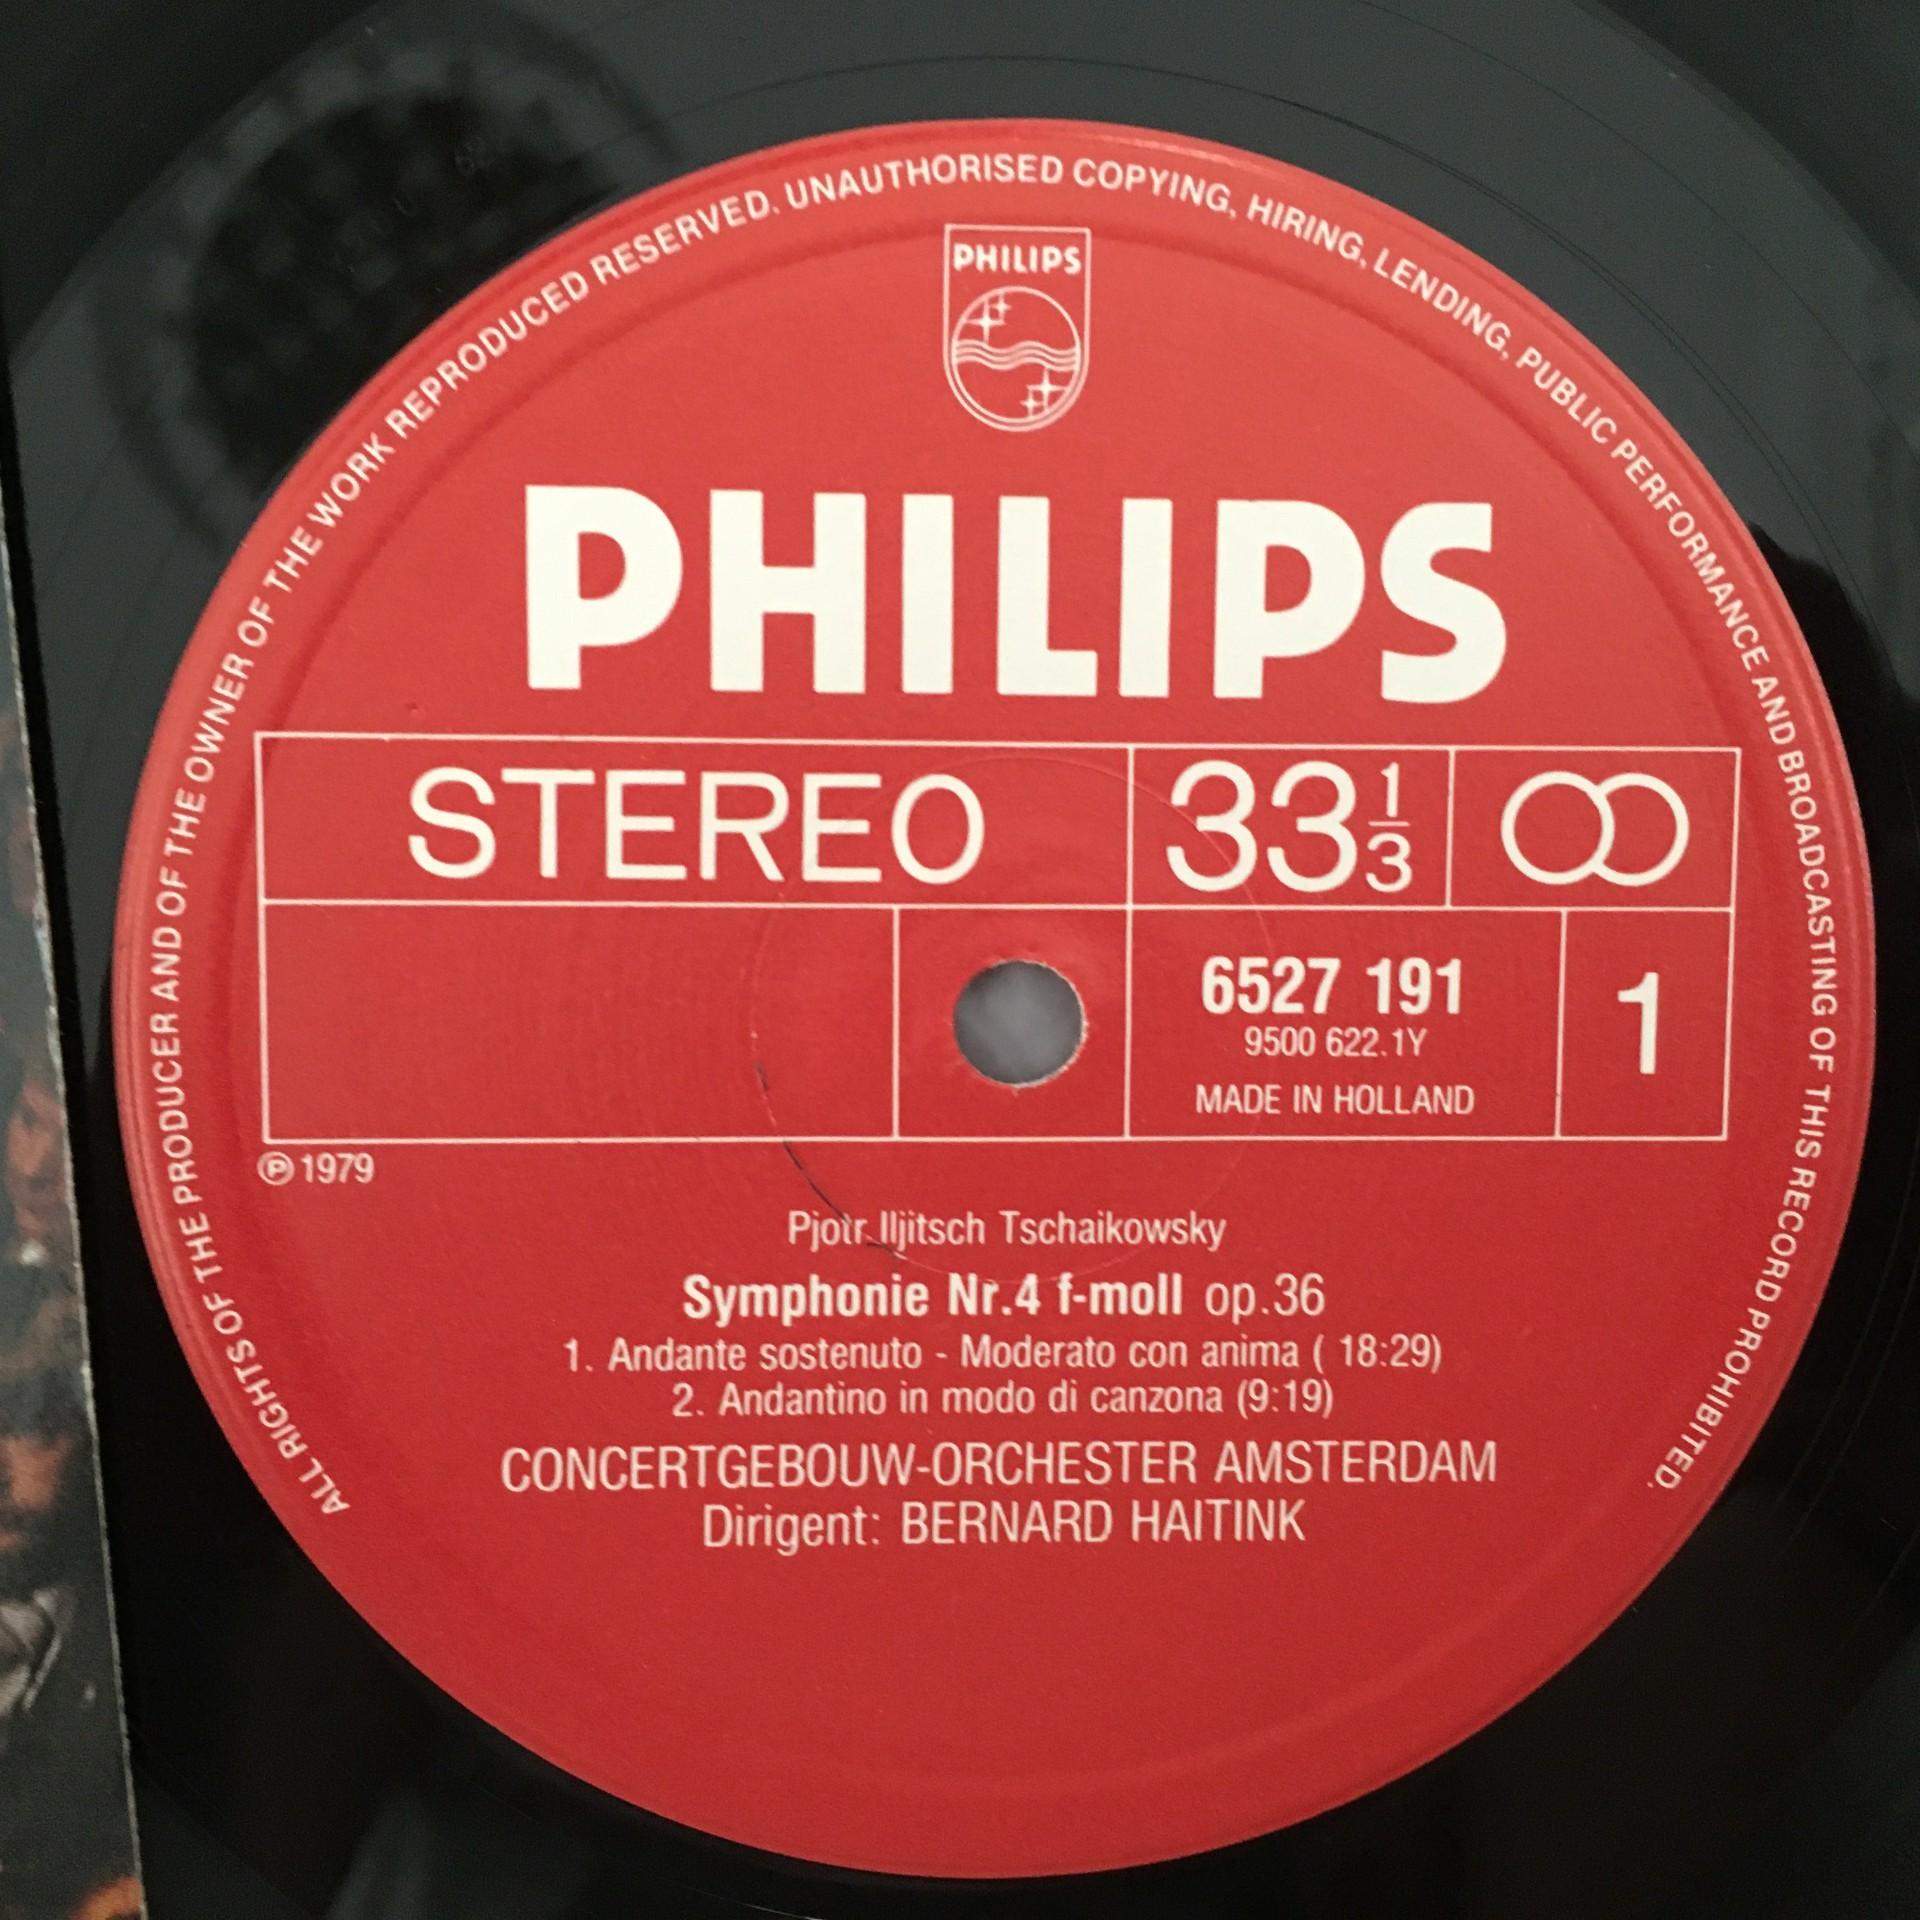 ALL RIGHTS OF THE PRODUCER AND OF THE OWNER OF THE WORK REPRODUCED RESERVED. UNAUTHORISED COPYING, HIRING, LENDING, PUBLIC PERFORMANCE AND BROADCASTING OF THIS RECORD PROHIBITED.
PHILIPS
PHILIPS
STEREO 33 1/3
6527 191 1
9500 622.1Y
MADE IN HOLLAND
Ⓟ 1979
Pjotr Iljitsch Tschaikowsky
Symphonie Nr.4 f-moll op.36
1. Andante sostenuto - Moderato con anima ( 18:29)
2. Andantino in modo di canzona (9:19)
CONCERTGEBOUW-ORCHESTER AMSTERDAM
Dirigent: BERNARD HAITINK